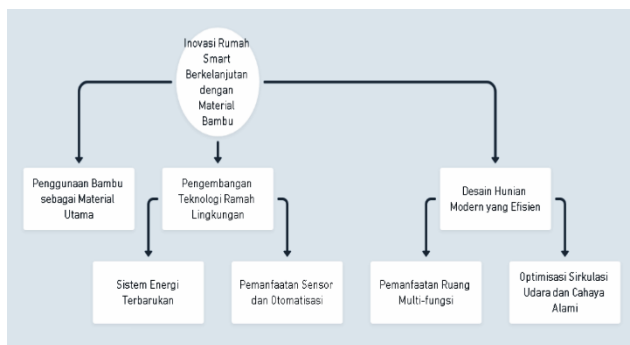 Inovasi Rumah
Smart
Berkelanjutan
dengan
Material
Bambu
Penggunaan Bambu
sebagai Material
Utama
Pengembangan
Teknologi Ramah
Lingkungan
Desain Hunian
Modern yang Efisien
Sistem Energi
Terbarukan
Pemanfaatan Sensor
dan Otomatisasi
Pemanfaatan Ruang
Multi-fungsi
Optimisasi Sirkulasi
Udara dan Cahaya
Alami